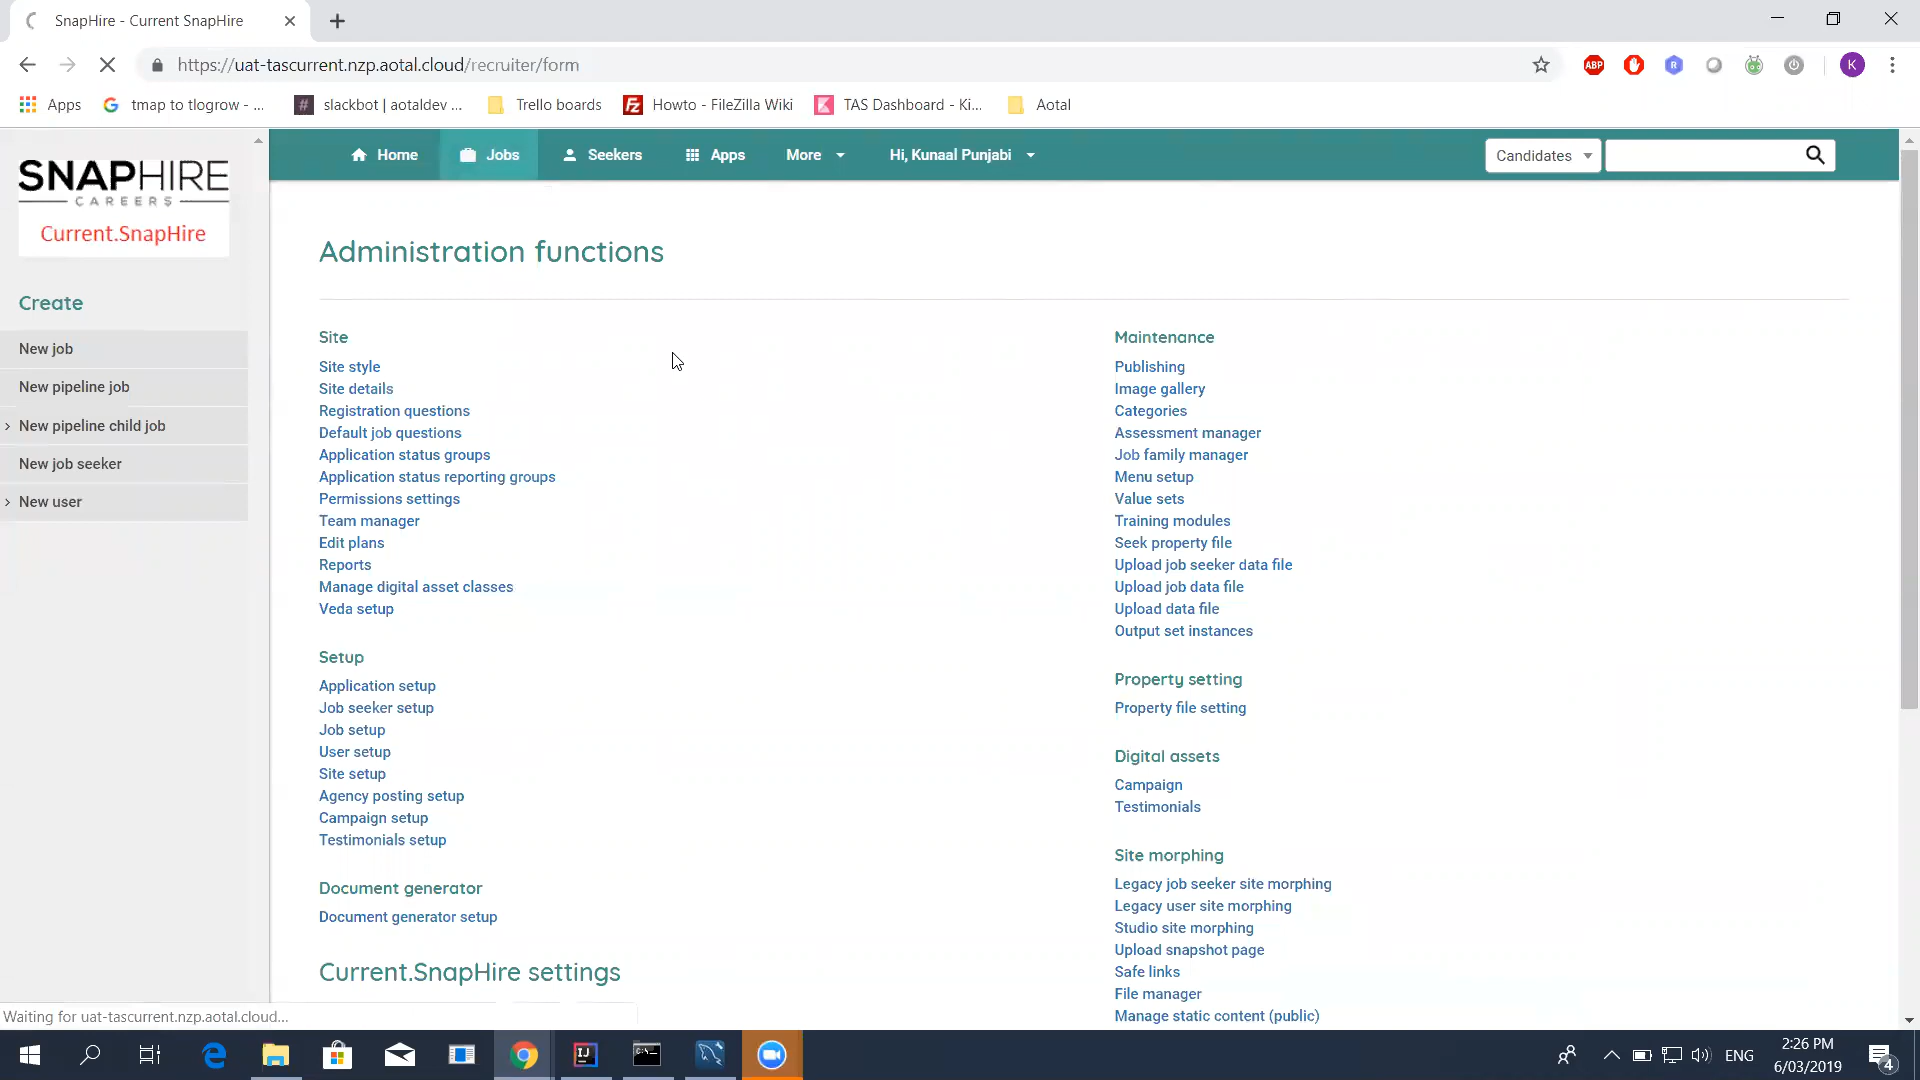 SnapHire - Current SnapHire
https://uat-tascurrent.nzp.aotal.cloud/recruiter/form
ABP
R
K
Apps
G
tmap to tlogrow - ...
#
slackbot | aotaldev ...
Trello boards
Fz
Howto - FileZilla Wiki
TAS Dashboard - Ki...
Aotal
SNAPHIRE
CAREERS
Current.SnapHire
Home
Jobs
Seekers
Apps
More
Hi, Kunaal Punjabi
Candidates
Create
New job
New pipeline job
New pipeline child job
New job seeker
New user
Administration functions
Site
Site style
Site details
Registration questions
Default job questions
Application status groups
Application status reporting groups
Permissions settings
Team manager
Edit plans
Reports
Manage digital asset classes
Veda setup
Setup
Application setup
Job seeker setup
Job setup
User setup
Site setup
Agency posting setup
Campaign setup
Testimonials setup
Document generator
Document generator setup
Current.SnapHire settings
Maintenance
Publishing
Image gallery
Categories
Assessment manager
Job family manager
Menu setup
Value sets
Training modules
Seek property file
Upload job seeker data file
Upload job data file
Upload data file
Output set instances
Property setting
Property file setting
Digital assets
Campaign
Testimonials
Site morphing
Legacy job seeker site morphing
Legacy user site morphing
Studio site morphing
Upload snapshot page
Safe links
File manager
Manage static content (public)
Waiting for uat-tascurrent.nzp.aotal.cloud...
IJ
ENG
2:26 PM
6/03/2019
4